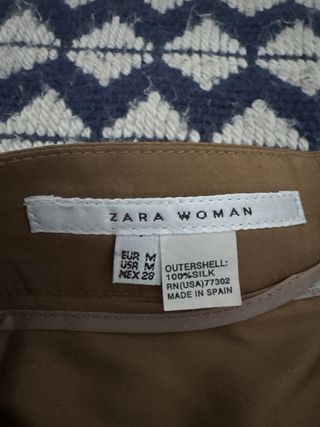 ZARA WOMAN
EUR M
USA M
MEX 28
OUTERSHELL:
100%SILK
RN(USA)77302
MADE IN SPAIN